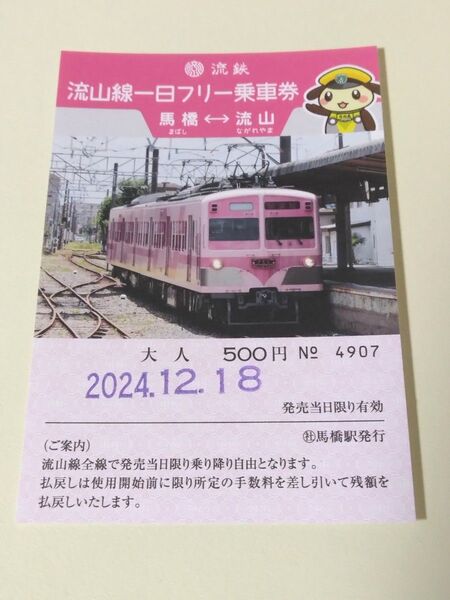 流鉄
流山線一日フリー乗車券
馬橋↔流山
まばし ながれやま
大人 500円 № 4907
2024.12.18
発売当日限り有効
㊓馬橋駅発行
(ご案内)
流山線全線で発売当日限り乗り降り自由となります。
払戻しは使用開始前に限り所定の手数料を差し引いて残額を
払戻しいたします。